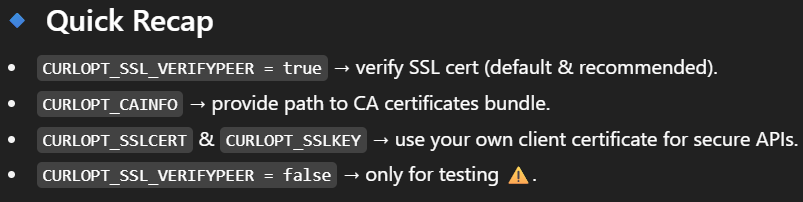 🔹 Quick Recap
• CURLOPT_SSL_VERIFYPEER = true → verify SSL cert (default & recommended).
• CURLOPT_CAINFO → provide path to CA certificates bundle.
• CURLOPT_SSLCERT & CURLOPT_SSLKEY → use your own client certificate for secure APIs.
• CURLOPT_SSL_VERIFYPEER = false → only for testing ⚠️.